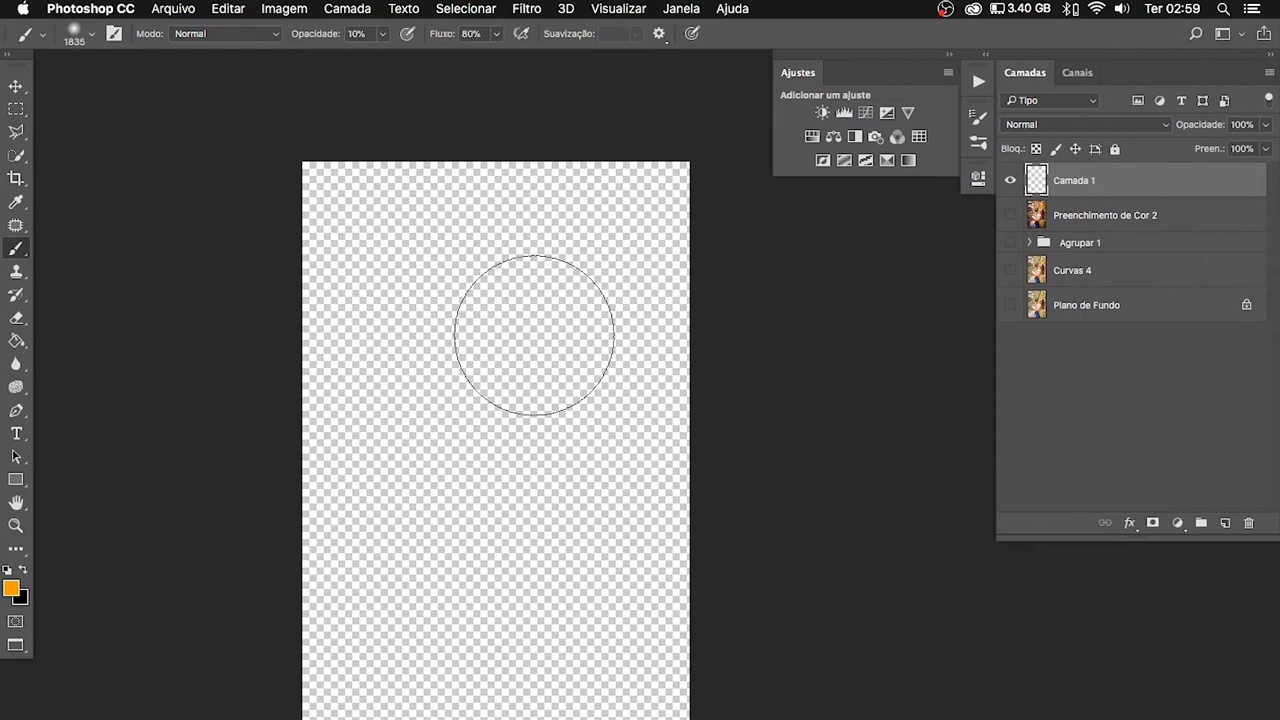 Photoshop CC Arquivo Editar Imagem Camada Texto Selecionar Filtro 3D Visualizar Janela Ajuda 3.40 GB Ter 02:59
1835 Modo: Normal Opacidade: 10% Fluxo: 80% Suavização:
Ajustes
Adicionar um ajuste
Camadas Canais
Tipo
Normal Opacidade: 100%
Bloq.: Preen.: 100%
Camada 1
Preenchimento de Cor 2
Agrupar 1
Curvas 4
Plano de Fundo